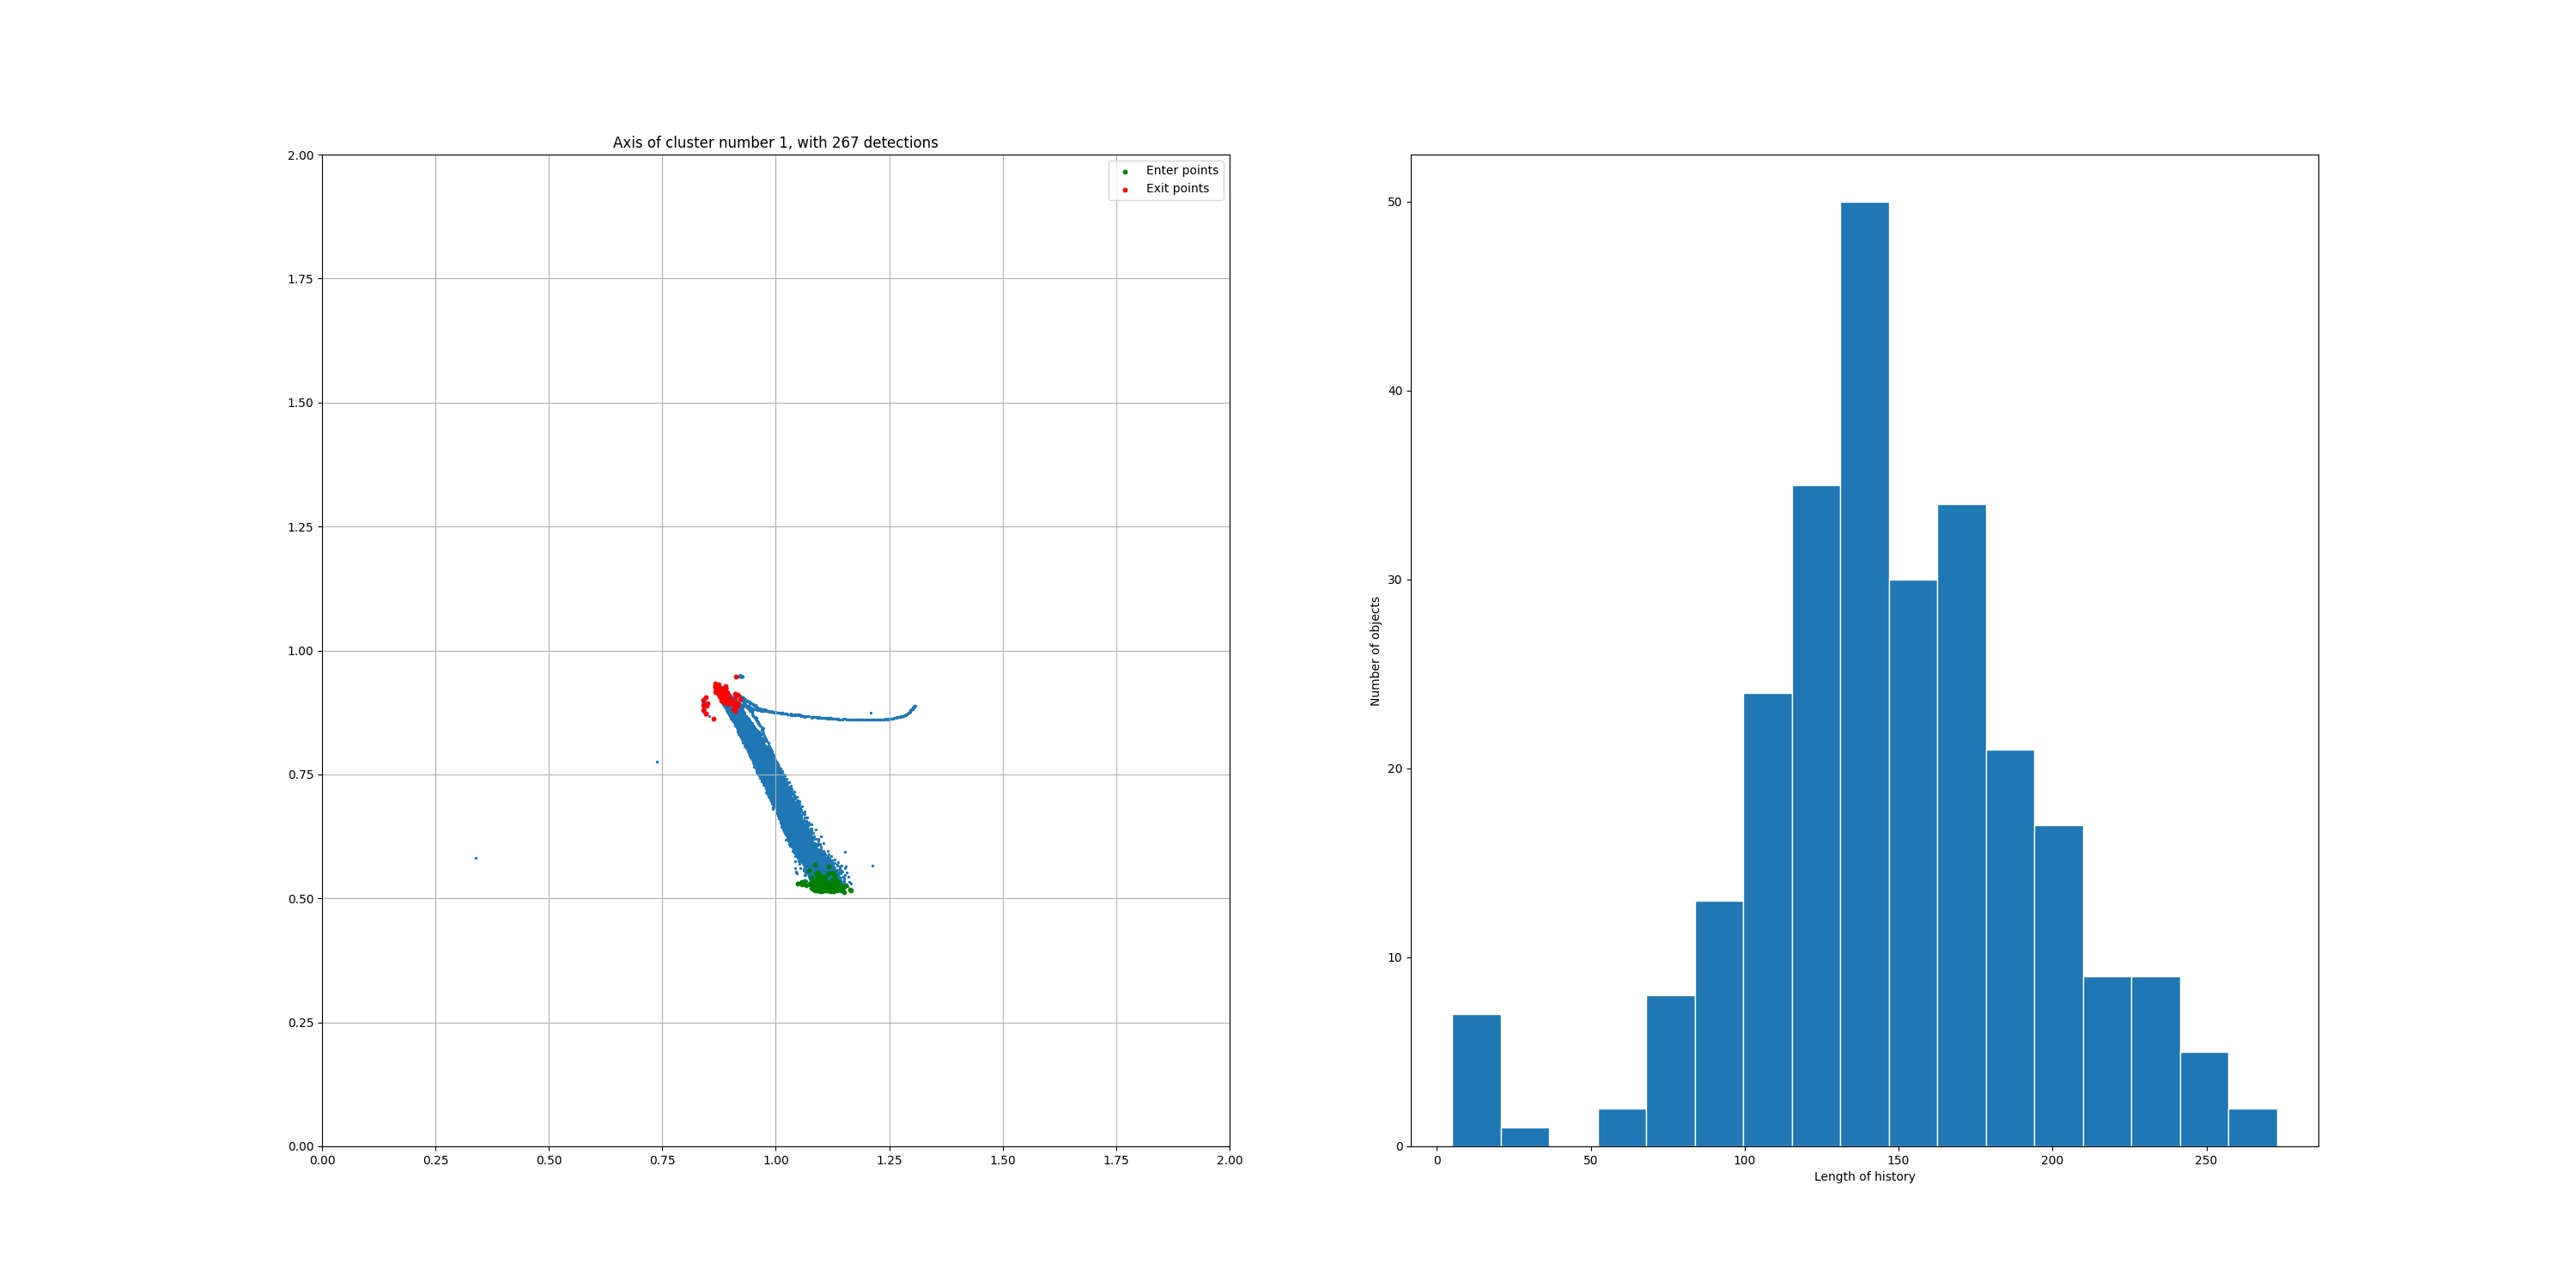 Axis of cluster number 1, with 267 detections
Enter points
Exit points
2.00
1.75
1.50
1.25
1.00
0.75
0.50
0.25
0.00
0.00 0.25 0.50 0.75 1.00 1.25 1.50 1.75 2.00
Number of objects
50
40
30
20
10
0
0 50 100 150 200 250
Length of history